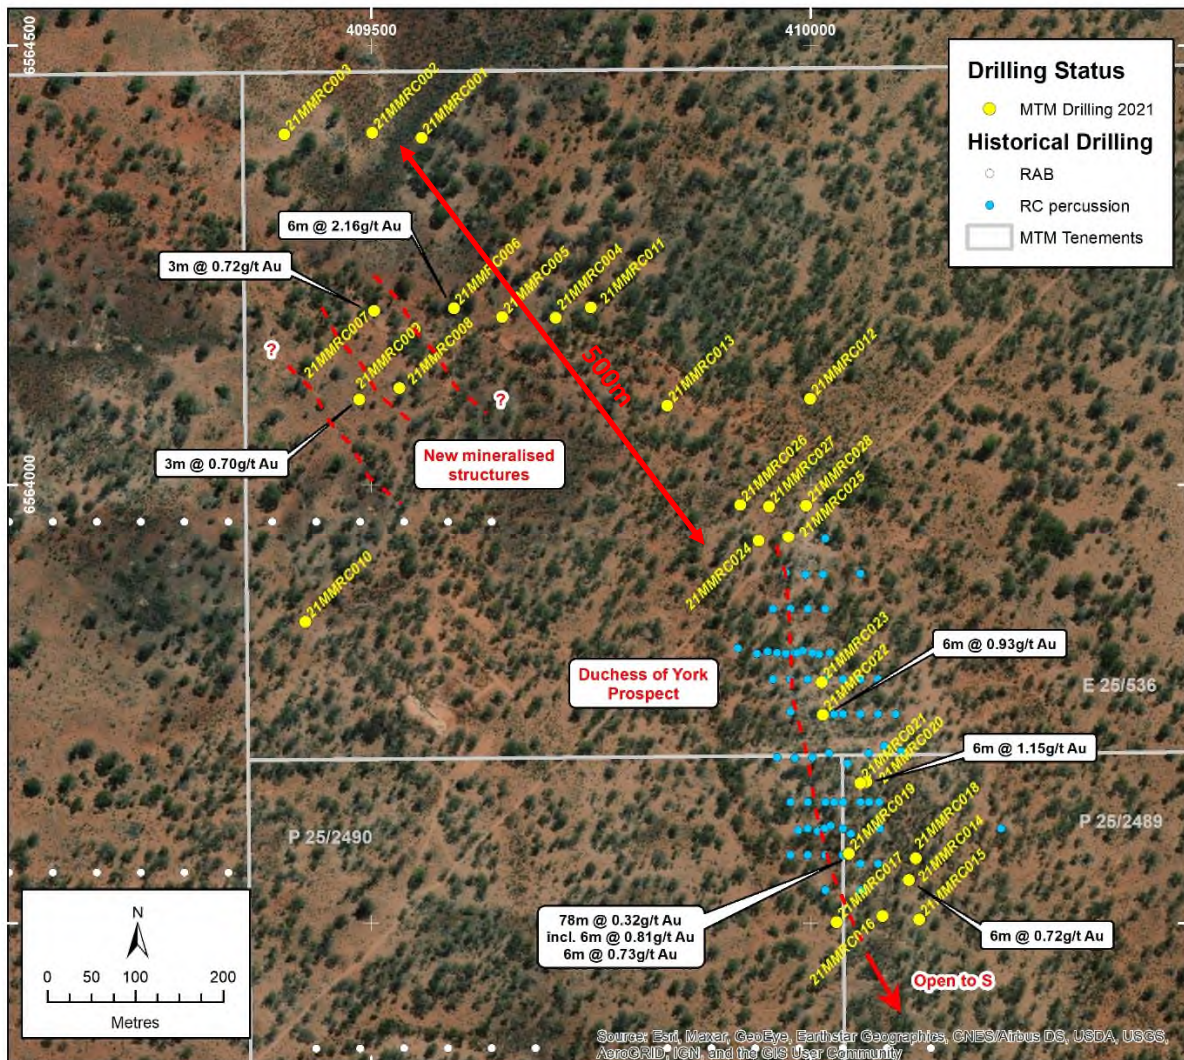 409500
410000
6564500
Drilling Status
MTM Drilling 2021
Historical Drilling
RAB
RC percussion
MTM Tenements
21MMRC003
21MMRC002
21MMRC001
6m @ 2.16g/t Au
3m @ 0.72g/t Au
21MMRC006
21MMRC005
21MMRC004
21MMRC011
21MMRC007
21MMRC009
21MMRC008
?
?
500m
21MMRC013
21MMRC012
3m @ 0.70g/t Au
New mineralised
structures
6564000
21MMRC026
21MMRC027
21MMRC028
21MMRC025
21MMRC024
21MMRC010
21MMRC023
21MMRC022
6m @ 0.93g/t Au
Duchess of York
Prospect
E 25/536
21MMRC021
21MMRC020
6m @ 1.15g/t Au
21MMRC019
21MMRC018
P 25/2490
P 25/2489
21MMRC014
21MMRC017
21MMRC015
78m @ 0.32g/t Au
incl. 6m @ 0.81g/t Au
6m @ 0.73g/t Au
21MMRC016
6m @ 0.72g/t Au
Open to S
N
0 50 100 200
Metres
Source: Esri, Maxar, GeoEye, Earthstar Geographics, CNES/Airbus DS, USDA, USGS,
AeroGRID, IGN, and the GIS User Community